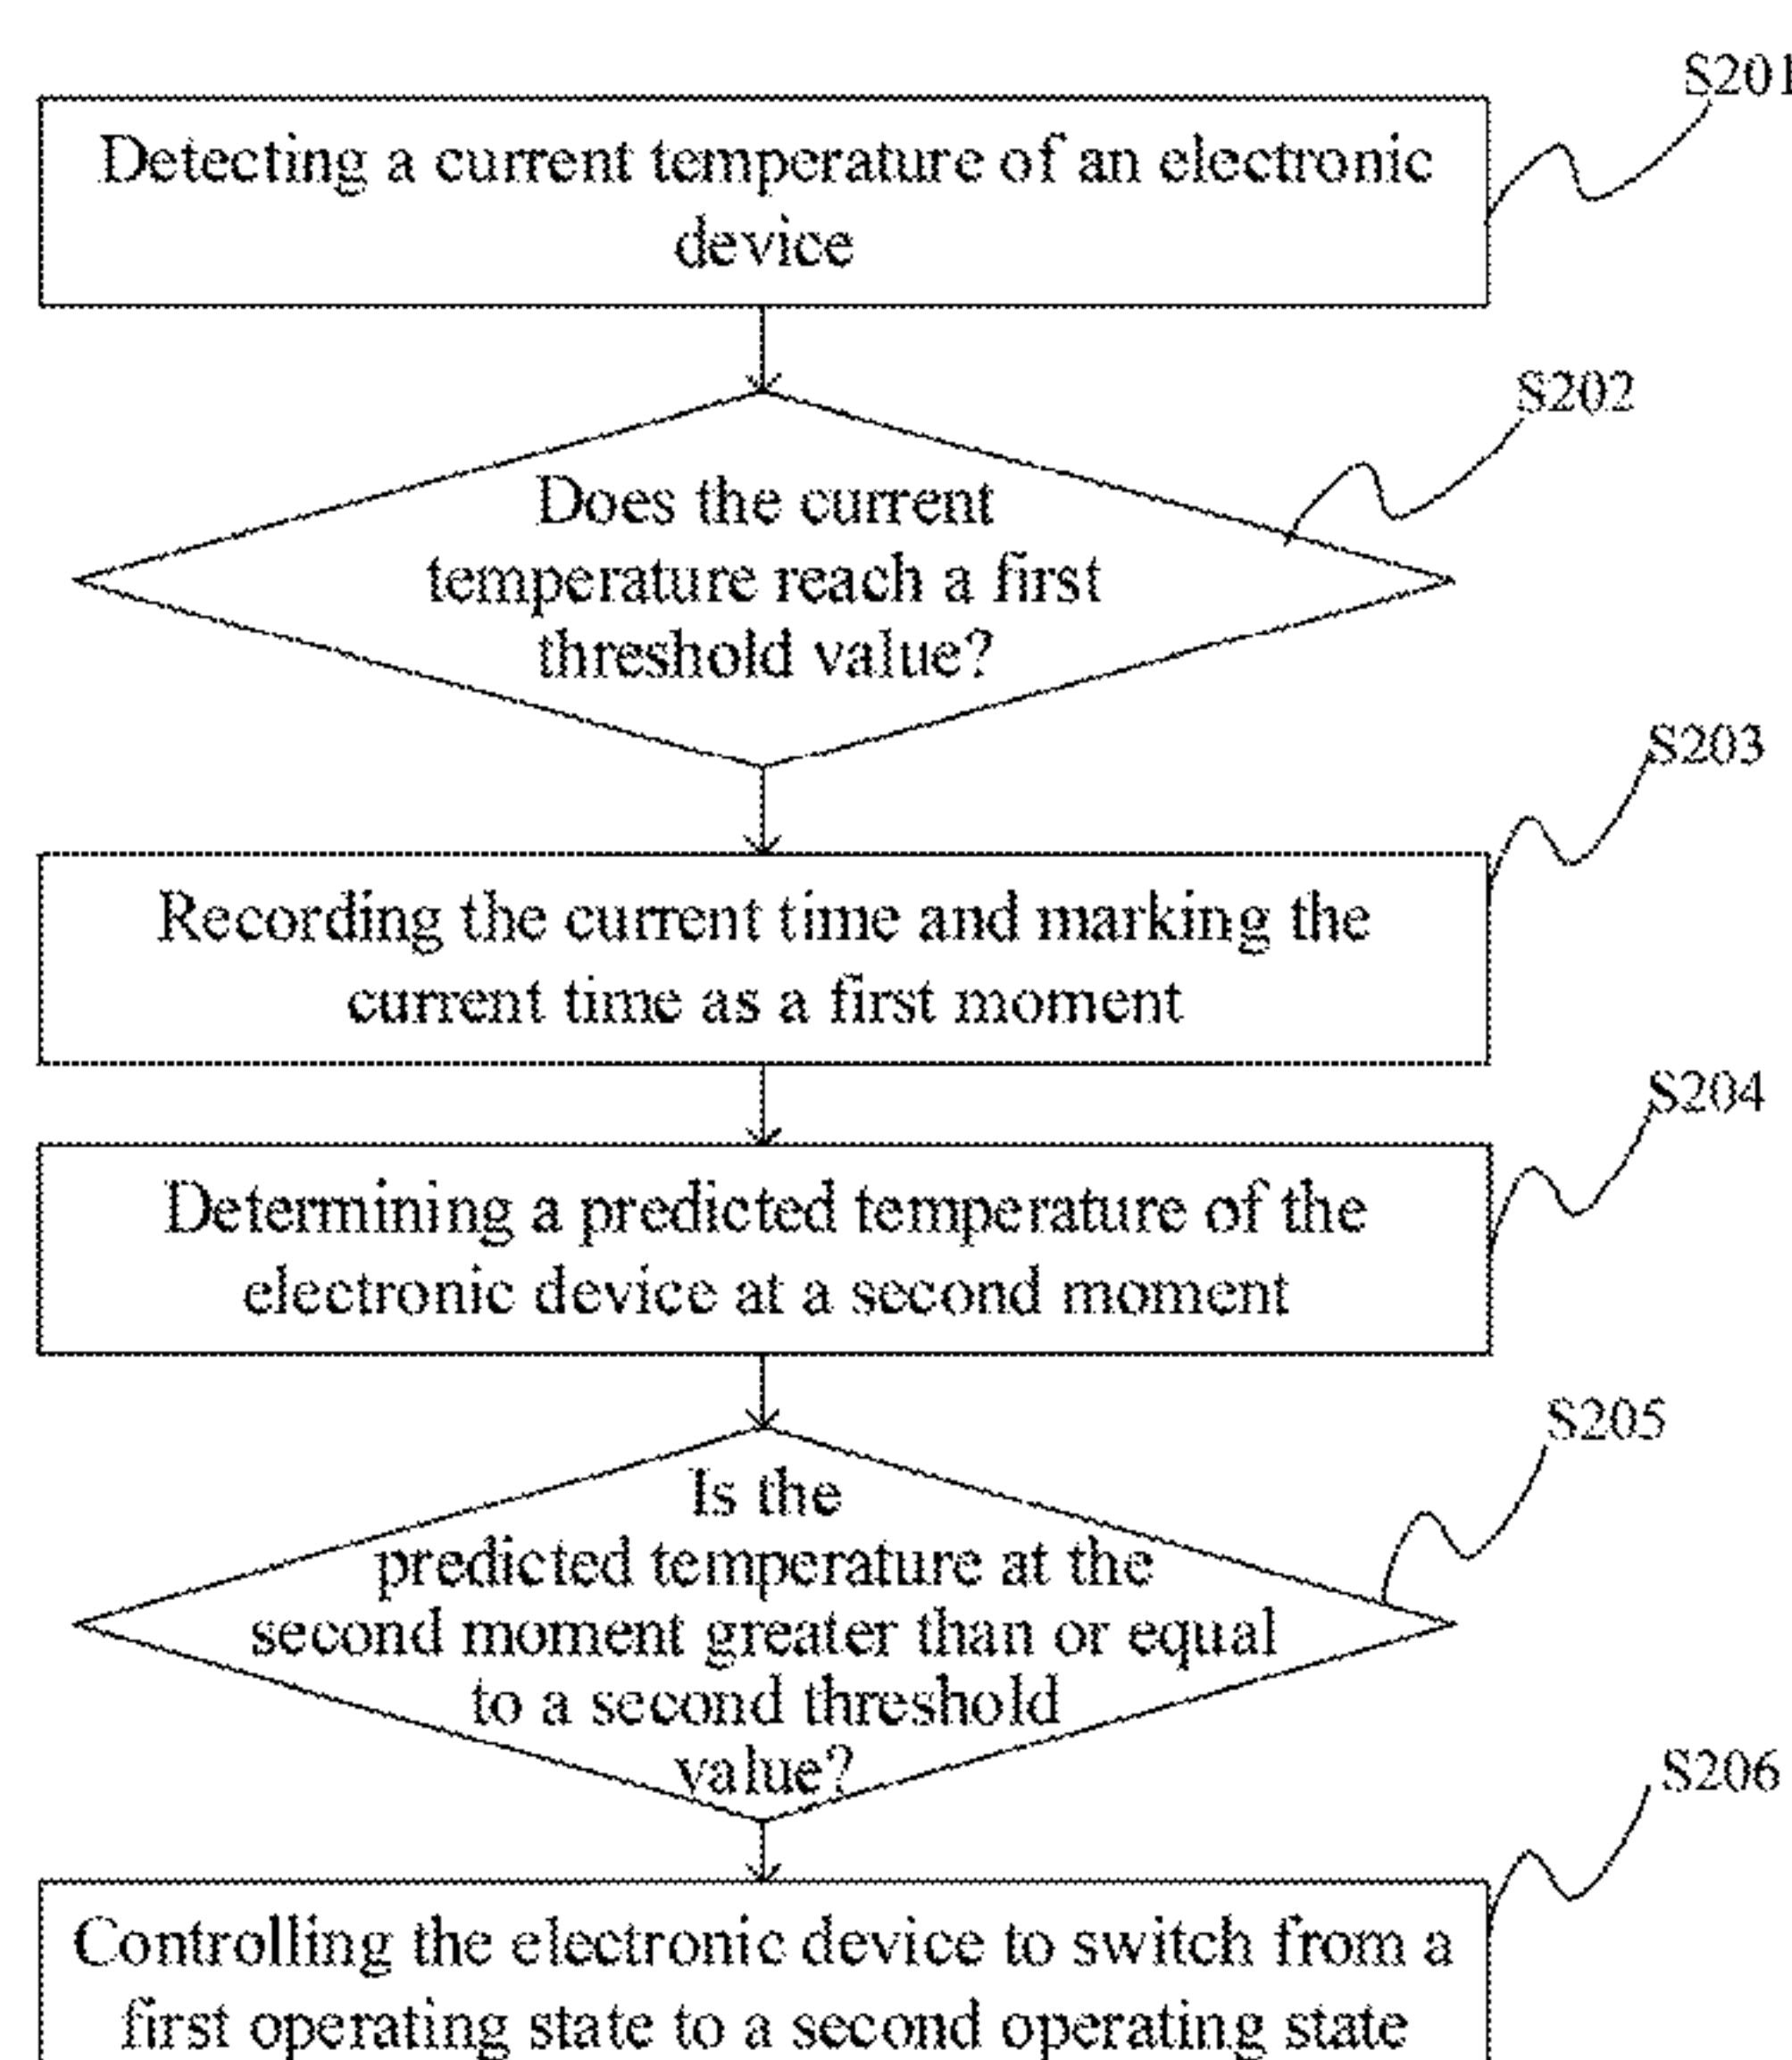 S201
Detecting a current temperature of an electronic
device
S202
Does the current
temperature reach a first
threshold value?
S203
Recording the current time and marking the
current time as a first moment
S204
Determining a predicted temperature of the
electronic device at a second moment
S205
Is the
predicted temperature at the
second moment greater than or equal
to a second threshold
value?
S206
Controlling the electronic device to switch from a
first operating state to a second operating state